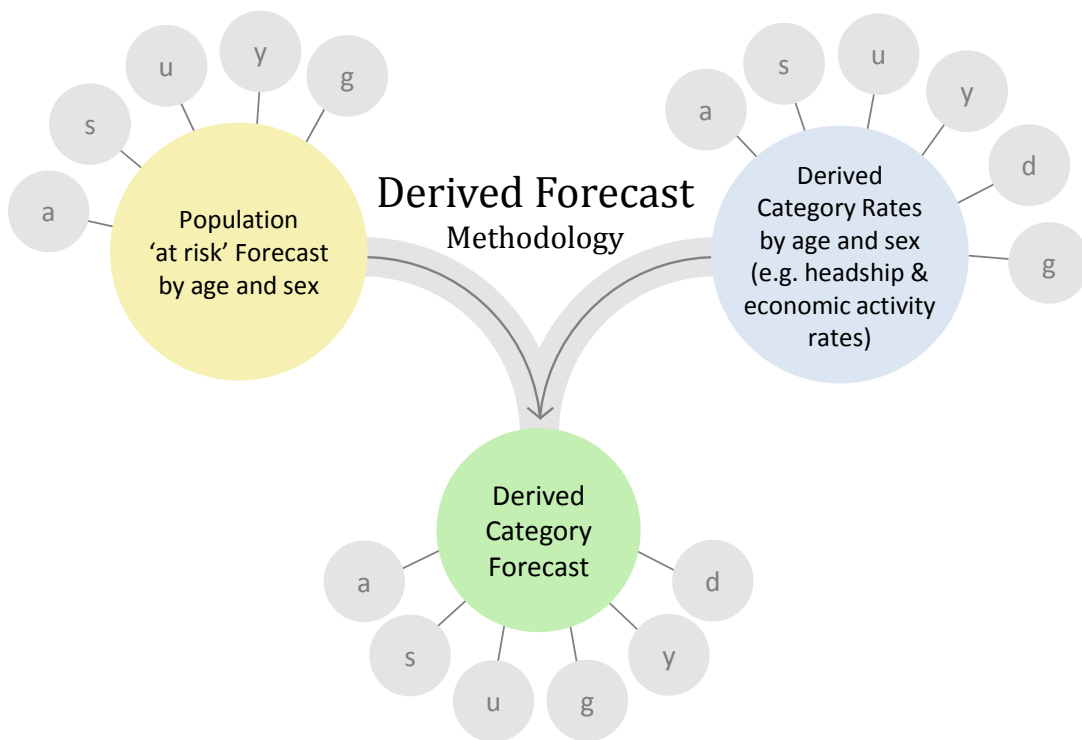 a
s
u
y
g
Population
‘at risk’ Forecast
by age and sex
Derived Forecast
Methodology
a
s
u
y
d
g
Derived
Category Rates
by age and sex
(e.g. headship &
economic activity
rates)
Derived
Category
Forecast
a
s
u
g
y
d